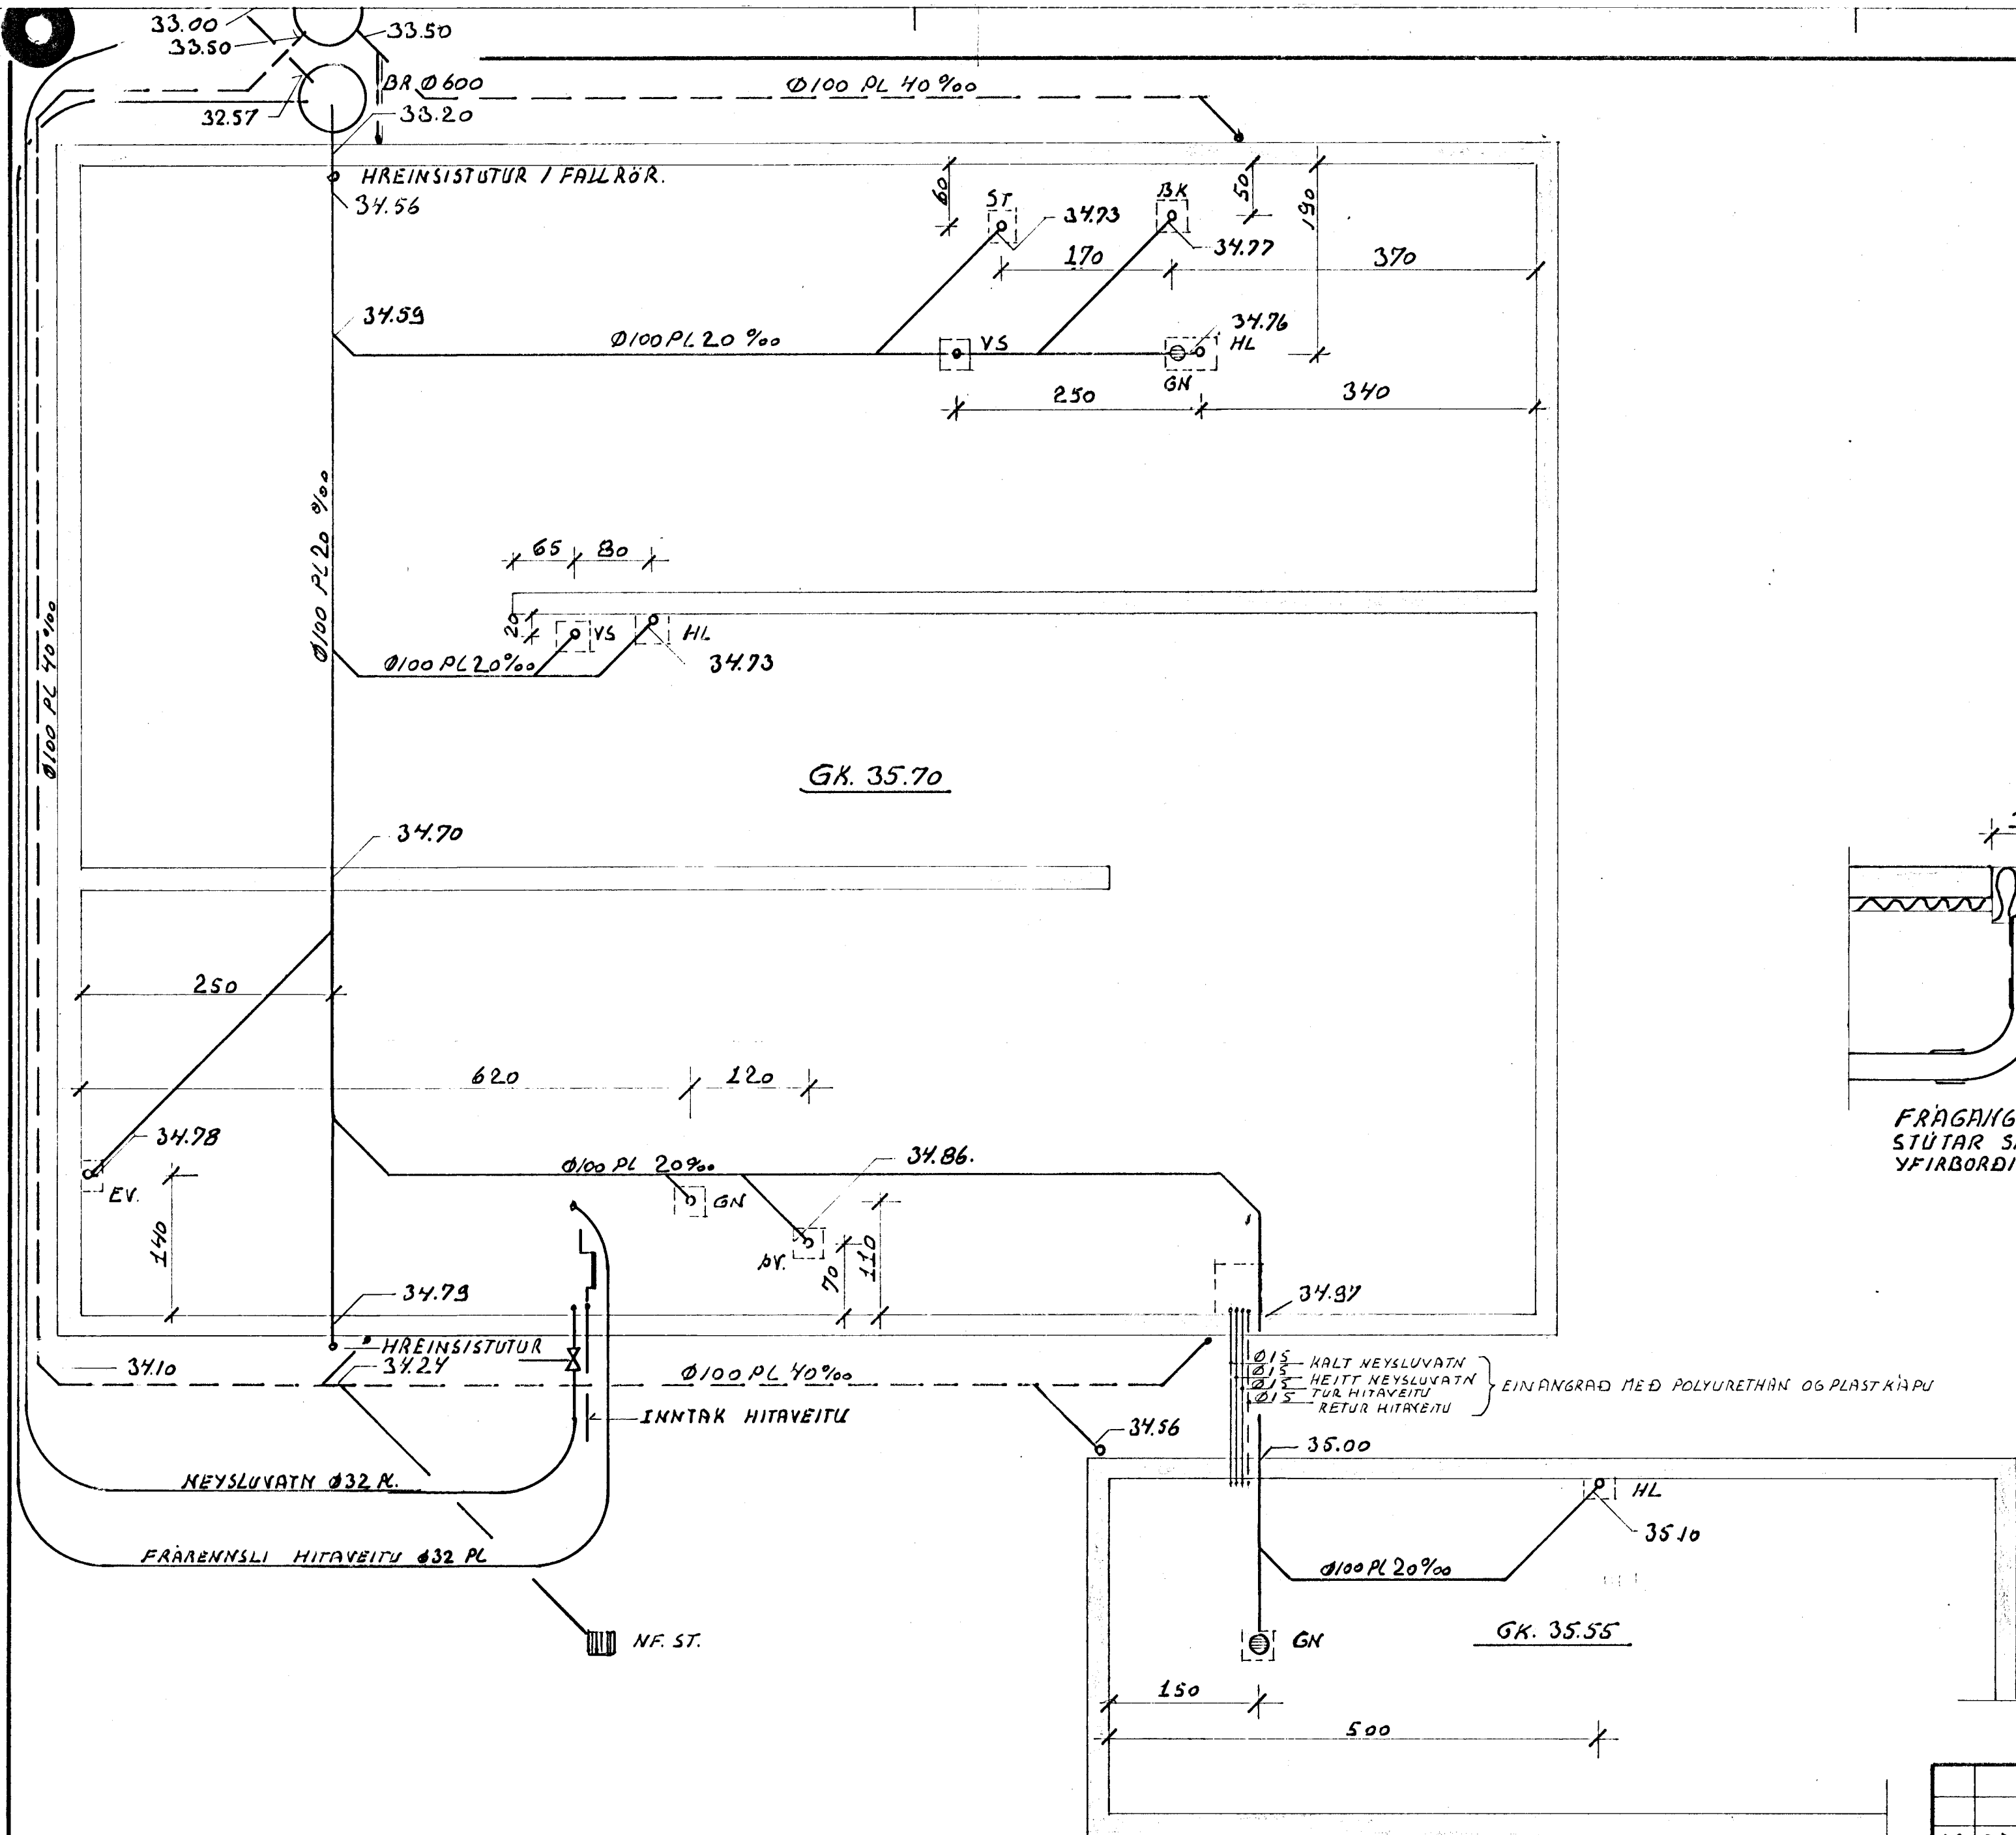 33.00
33.50
33.50
BR Ø 600
Ø100 PL 40 ‰
32.57
33.20
HREINSISTUTUR / FALLRÖR.
34.56
60
ST
34.73
BK
50
190
34.77
170
370
34.59
Ø100 PL 20 ‰
VS
34.76
HL
GN
250
340
Ø100 PL 20 ‰
65
80
20
VS
HL
Ø100 PL 20‰
34.73
Ø100 PL 40‰
GK. 35.70
34.70
250
620
120
34.78
EV.
140
Ø100 PL 20‰
34.86.
GN
ÞV.
70
110
34.79
34.97
HREINSISTUTUR
34.10
34.24
Ø100 PL 40‰
Ø15 KALT NEYSLUVATN
Ø15 HEITT NEYSLUVATN
Ø15 TUR HITAVEITU
Ø15 RETUR HITAVEITU
EINANGRAÐ MEÐ POLYURETHAN OG PLASTKÁPU
INNTAK HITAVEITU
34.56
35.00
NEYSLUVATN Ø32 PL.
HL
35.10
FRÁRENNSLI HITAVEITU Ø32 PL
Ø100 PL 20‰
NF. ST.
GN
GK. 35.55
150
500
FRÁGANG
STÚTAR
YFIRBORÐI